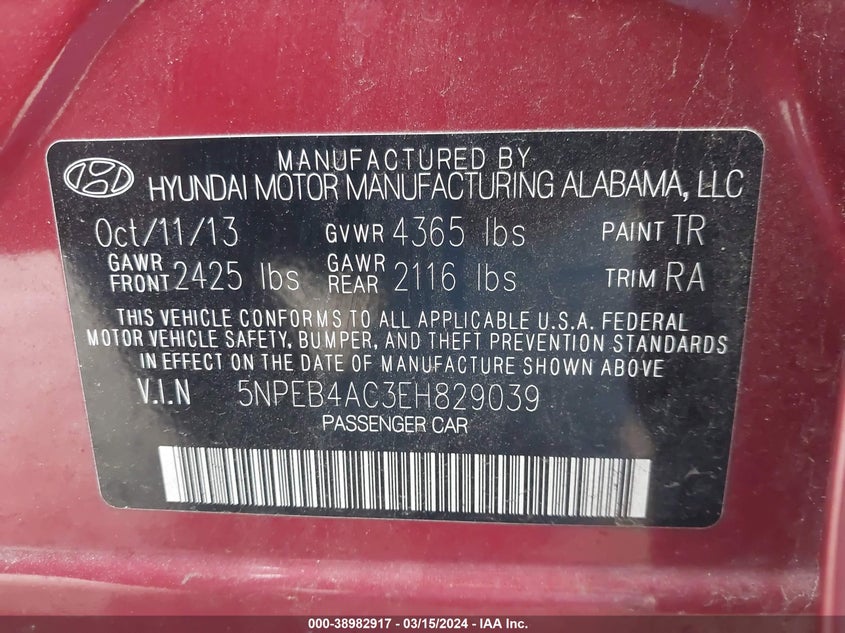 MANUFACTURED BY
HYUNDAI MOTOR MANUFACTURING ALABAMA, LLC
Oct/11/13 GVWR 4365 lbs PAINT TR
GAWR FRONT 2425 lbs GAWR REAR 2116 lbs TRIM RA
THIS VEHICLE CONFORMS TO ALL APPLICABLE U.S.A. FEDERAL
MOTOR VEHICLE SAFETY, BUMPER, AND THEFT PREVENTION STANDARDS
IN EFFECT ON THE DATE OF MANUFACTURE SHOWN ABOVE
V.I.N 5NPEB4AC3EH829039
PASSENGER CAR
000-38982917 - 03/15/2024 - IAA Inc.